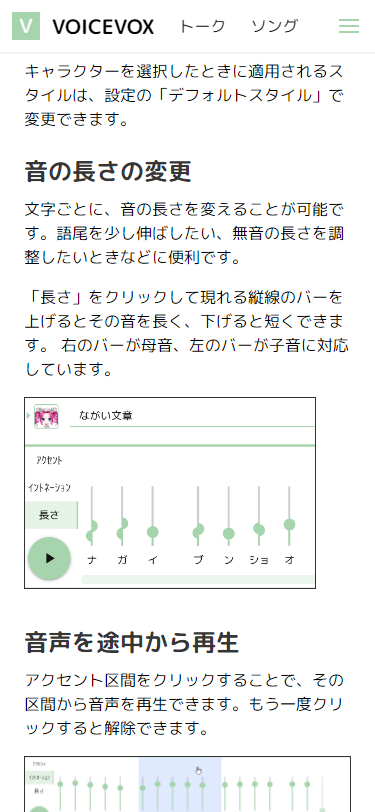 V VOICEVOX トーク ソング
キャラクターを選択したときに適用されるス
タイルは、設定の「デフォルトスタイル」で
変更できます。
音の長さの変更
文字ごとに、音の長さを変えることが可能で
す。語尾を少し伸ばしたい、無音の長さを調
整したいときなどに便利です。
「長さ」をクリックして現れる縦線のバーを
上げるとその音を長く、下げると短くできま
す。 右のバーが母音、左のバーが子音に対応
しています。
ながい文章
アクセント
イントネーション
長さ
ナ ガ イ ブ ン ショ オ
音声を途中から再生
アクセント区間をクリックすることで、その
区間から音声を再生できます。もう一度クリ
ックすると解除できます。
アクセント
イントネーション
長さ